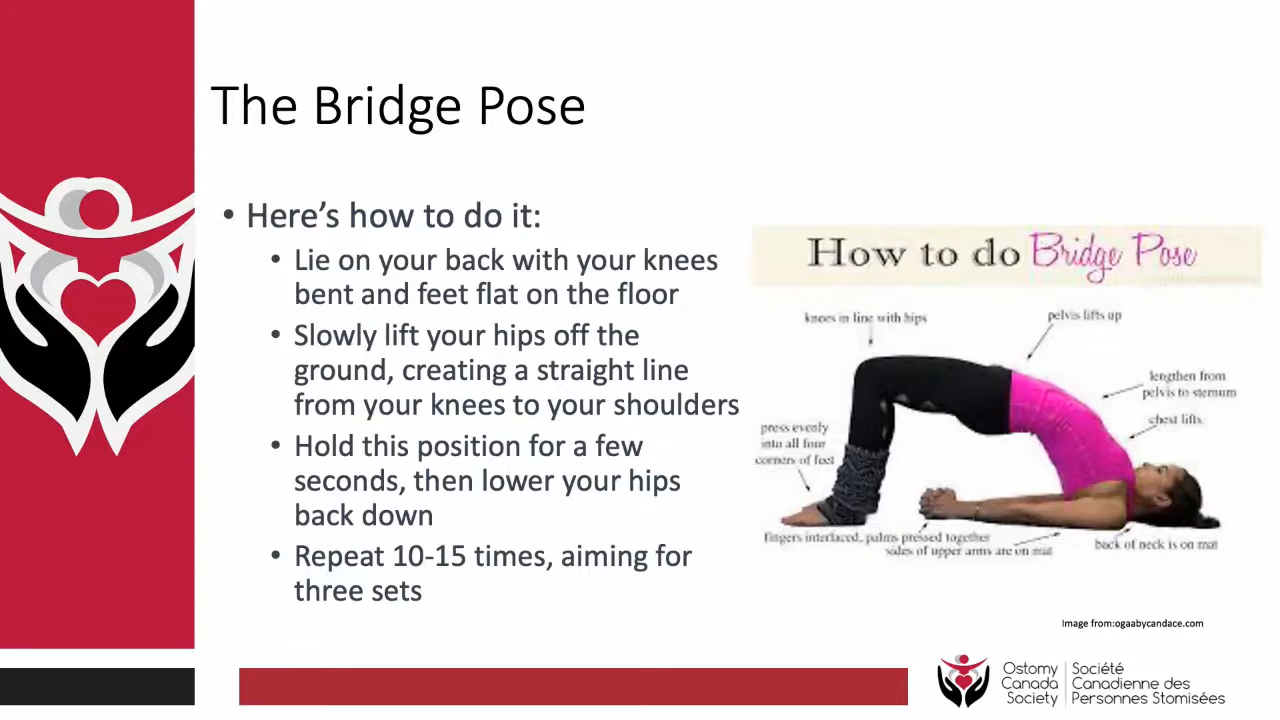 The Bridge Pose
• Here's how to do it:
• Lie on your back with your knees
bent and feet flat on the floor
• Slowly lift your hips off the
ground, creating a straight line
from your knees to your shoulders
• Hold this position for a few
seconds, then lower your hips
back down
• Repeat 10-15 times, aiming for
three sets
How to do Bridge Pose
knees in line with hips
pelvis lifts up
lengthen from
pelvis to sternum
chest lifts
press evenly
into all four
corners of feet
fingers interlaced, palms pressed together
sides of upper arms are on mat
back of neck is on mat
Image from:ogaabycandace.com
Ostomy
Canada
Society
Société
Canadienne des
Personnes Stomisées